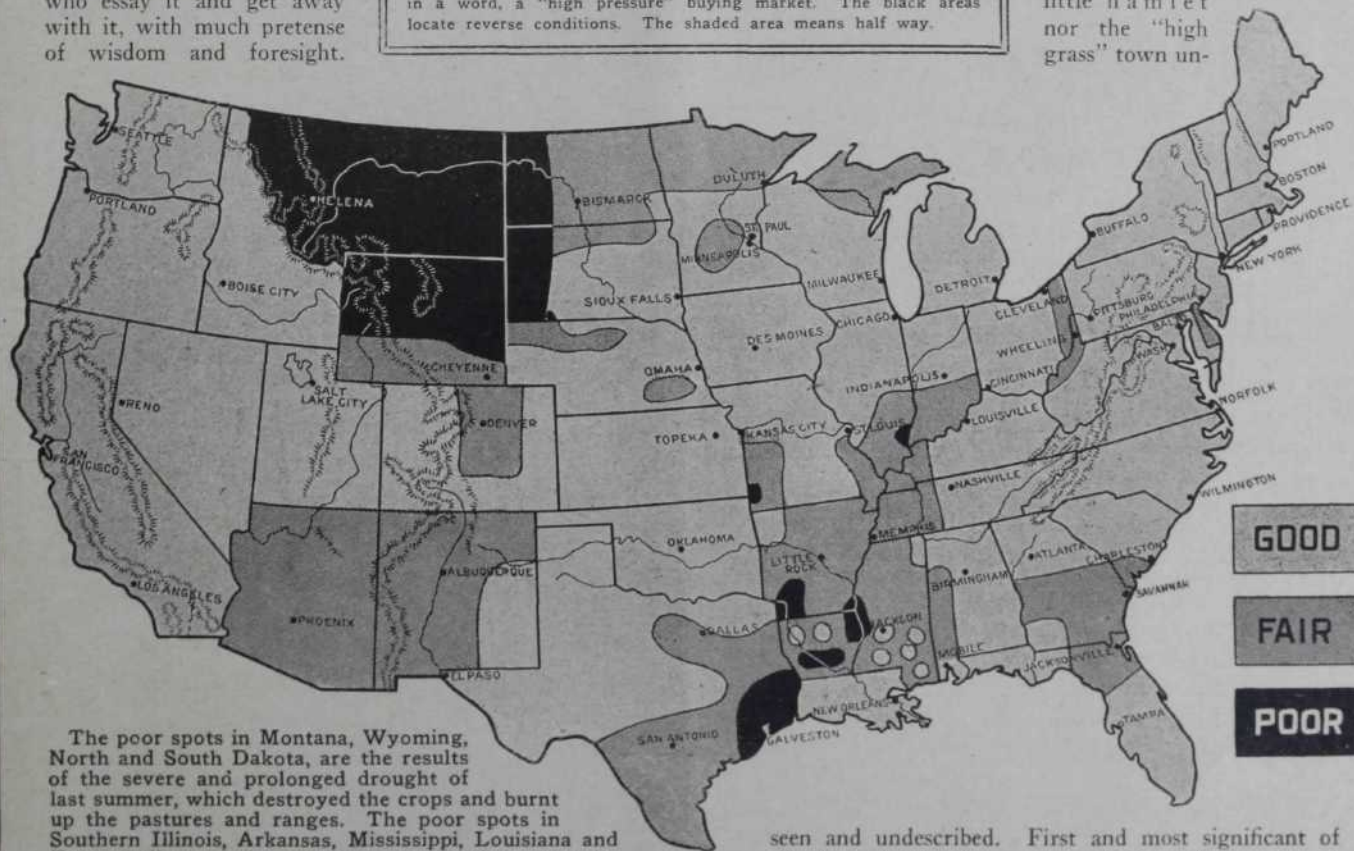 who essay it and get away
with it, with much pretense
of wisdom and foresight.
in a word, a "high pressure" buying market. The black areas
locate reverse conditions. The shaded area means half way.
little hamlet
nor the "high
grass" town un-
SEATTLE
PORTLAND
HELENA
BOISE CITY
BISMARCK
DULUTH
ST. PAUL
MINNEAPOLIS
SIOUX FALLS
MILWAUKEE
DETROIT
BUFFALO
PORTLAND
BOSTON
PROVIDENCE
NEW YORK
CHICAGO
CLEVELAND
PITTSBURG
PHILADELPHIA
DES MOINES
WHEELING
BALTO
WASH.
OMAHA
CHEYENNE
INDIANAPOLIS
CINCINNATI
SALT
LAKE CITY
RENO
DENVER
TOPEKA
KANSAS CITY
ST. LOUIS
LOUISVILLE
NORFOLK
SAN
FRANCISCO
NASHVILLE
WILMINGTON
OKLAHOMA
MEMPHIS
LITTLE
ROCK
ATLANTA
CHARLESTON
ALBUQUERQUE
BIRMINGHAM
SAVANNAH
LOS ANGELES
PHOENIX
DALLAS
JACKLON
MOBILE
JACKSONVILLE
EL PASO
NEW ORLEANS
TAMPA
SAN ANTONIO
GALVESTON
GOOD
FAIR
POOR
The poor spots in Montana, Wyoming,
North and South Dakota, are the results
of the severe and prolonged drought of
last summer, which destroyed the crops and burnt
up the pastures and ranges. The poor spots in
Southern Illinois, Arkansas, Mississippi, Louisiana and
seen and undescribed. First and most significant of